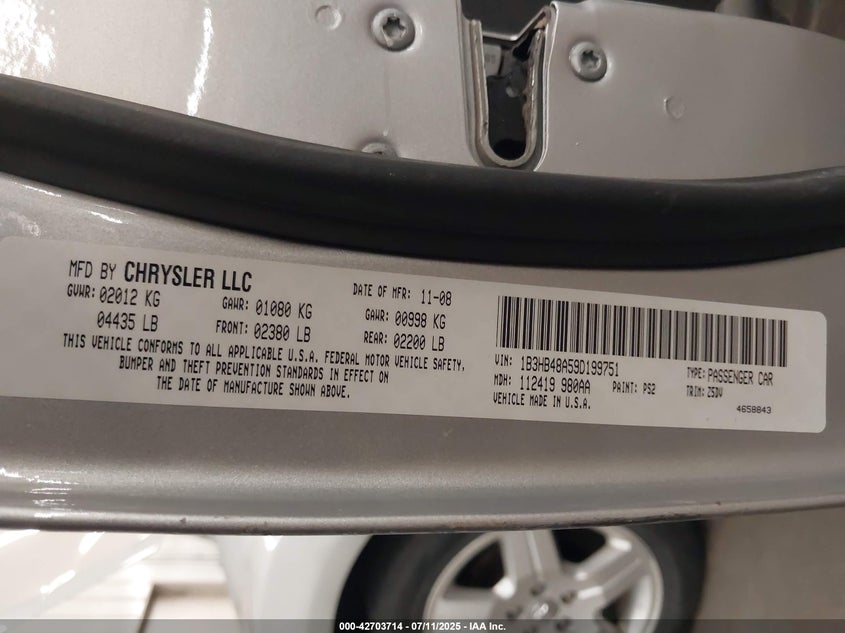 MFD BY CHRYSLER LLC
DATE OF MFR: 11-08
GVWR: 02012 KG
GAWR: 01080 KG
GAWR: 00998 KG
04435 LB
FRONT: 02380 LB
REAR: 02200 LB
THIS VEHICLE CONFORMS TO ALL APPLICABLE U.S.A. FEDERAL MOTOR VEHICLE SAFETY,
BUMPER AND THEFT PREVENTION STANDARDS IN EFFECT ON
THE DATE OF MANUFACTURE SHOWN ABOVE.
VIN: 1B3HB48A59D199751
TYPE: PASSENGER CAR
MDH: 112419 980AA
PAINT: PS2
TRIM: Z5DV
VEHICLE MADE IN U.S.A.
4658843
000-42703714 - 07/11/2025 - IAA Inc.